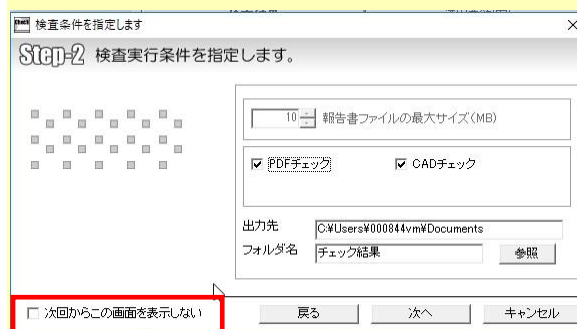 検査条件を指定します
Step-2 検査実行条件を指定します。
10 報告書ファイルの最大サイズ(MB)
PDFチェック CADチェック
出力先 C:¥Users¥000844vm¥Documents
フォルダ名 チェック結果 参照
次回からこの画面を表示しない 戻る 次へ キャンセル